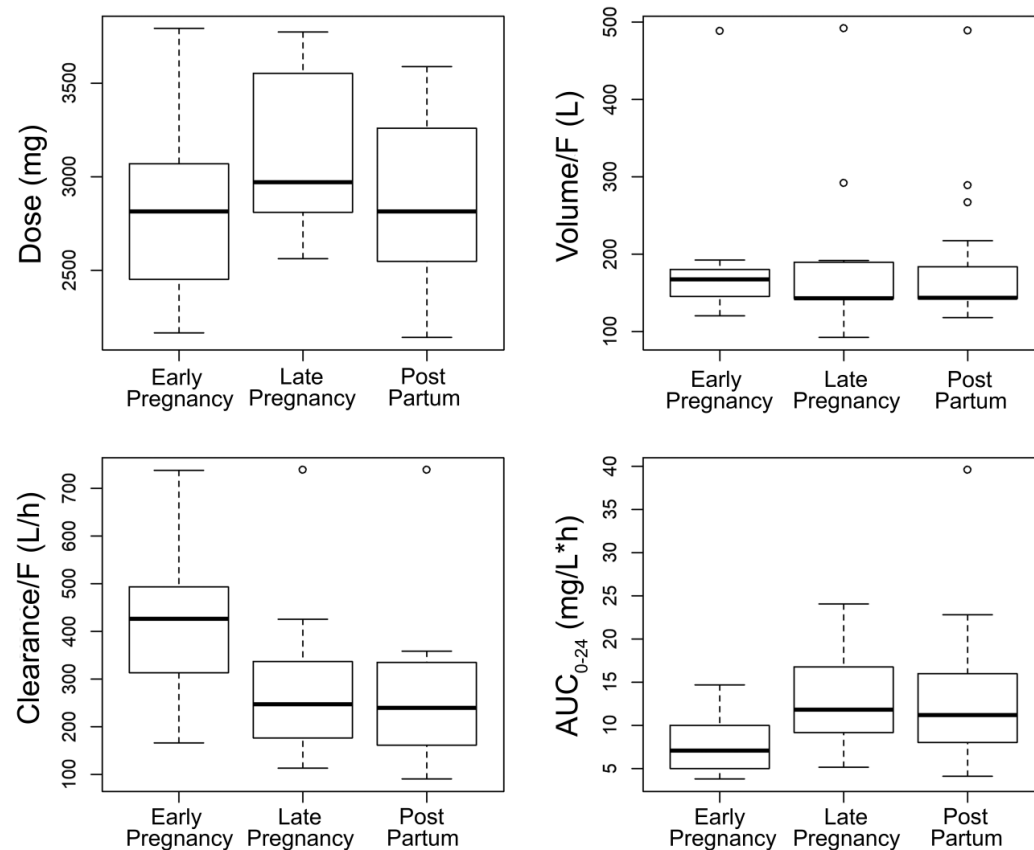 Dose (mg)
3500
3000
2500
Early
Pregnancy
Late
Pregnancy
Post
Partum
Volume/F (L)
500
400
300
200
100
Early
Pregnancy
Late
Pregnancy
Post
Partum
Clearance/F (L/h)
700
600
500
400
300
200
100
Early
Pregnancy
Late
Pregnancy
Post
Partum
AUC0-24 (mg/L*h)
40
35
30
25
20
15
10
5
Early
Pregnancy
Late
Pregnancy
Post
Partum